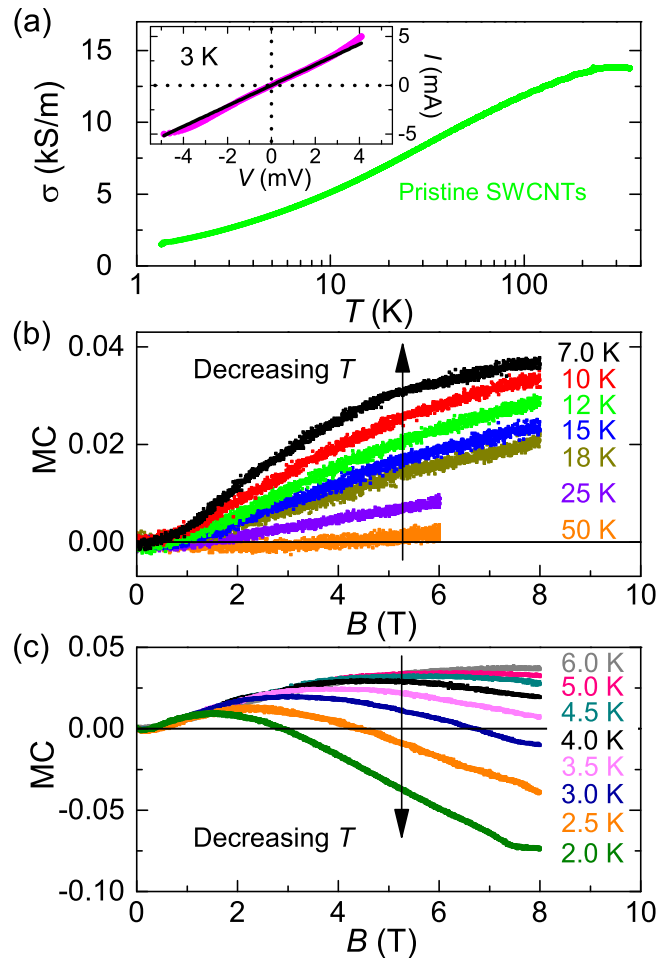 (a)
σ (kS/m)
15
10
5
0
3 K
5
0
-5
I (mA)
-4 -2 0 2 4
V (mV)
Pristine SWCNTs
1 10 100
T (K)
(b)
MC
0.04
0.02
0.00
Decreasing T
7.0 K
10 K
12 K
15 K
18 K
25 K
50 K
0 2 4 6 8 10
B (T)
(c)
MC
0.05
0.00
-0.05
-0.10
6.0 K
5.0 K
4.5 K
4.0 K
3.5 K
3.0 K
2.5 K
2.0 K
Decreasing T
0 2 4 6 8 10
B (T)